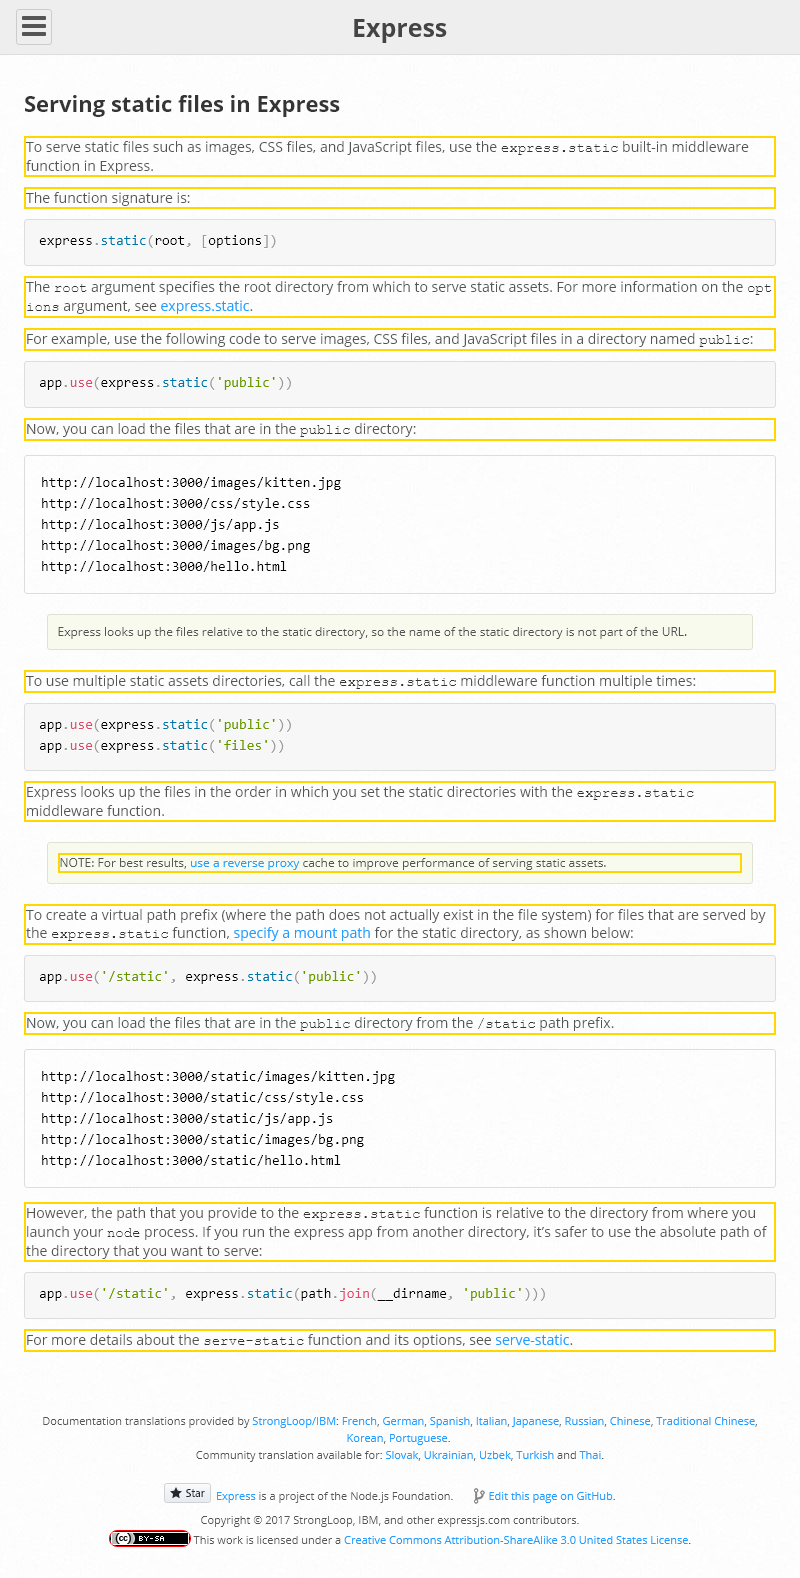 Express
Serving static files in Express
To serve static files such as images, CSS files, and JavaScript files, use the express.static built-in middleware
function in Express.
The function signature is:
express.static(root, [options])
The root argument specifies the root directory from which to serve static assets. For more information on the opt
ions argument, see express.static.
For example, use the following code to serve images, CSS files, and JavaScript files in a directory named public:
app.use(express.static('public'))
Now, you can load the files that are in the public directory:
http://localhost:3000/images/kitten.jpg
http://localhost:3000/css/style.css
http://localhost:3000/js/app.js
http://localhost:3000/images/bg.png
http://localhost:3000/hello.html
Express looks up the files relative to the static directory, so the name of the static directory is not part of the URL.
To use multiple static assets directories, call the express.static middleware function multiple times:
app.use(express.static('public'))
app.use(express.static('files'))
Express looks up the files in the order in which you set the static directories with the express.static
middleware function.
NOTE: For best results, use a reverse proxy cache to improve performance of serving static assets.
To create a virtual path prefix (where the path does not actually exist in the file system) for files that are served by
the express.static function, specify a mount path for the static directory, as shown below:
app.use('/static', express.static('public'))
Now, you can load the files that are in the public directory from the /static path prefix.
http://localhost:3000/static/images/kitten.jpg
http://localhost:3000/static/css/style.css
http://localhost:3000/static/js/app.js
http://localhost:3000/static/images/bg.png
http://localhost:3000/static/hello.html
However, the path that you provide to the express.static function is relative to the directory from where you
launch your node process. If you run the express app from another directory, it's safer to use the absolute path of
the directory that you want to serve:
app.use('/static', express.static(path.join(__dirname, 'public')))
For more details about the serve-static function and its options, see serve-static.
Documentation translations provided by StrongLoop/IBM: French, German, Spanish, Italian, Japanese, Russian, Chinese, Traditional Chinese,
Korean, Portuguese.
Community translation available for: Slovak, Ukrainian, Uzbek, Turkish and Thai.
Star Express is a project of the Node.js Foundation. Edit this page on GitHub.
Copyright © 2017 StrongLoop, IBM, and other expressjs.com contributors.
(cc) BY-SA This work is licensed under a Creative Commons Attribution-ShareAlike 3.0 United States License.